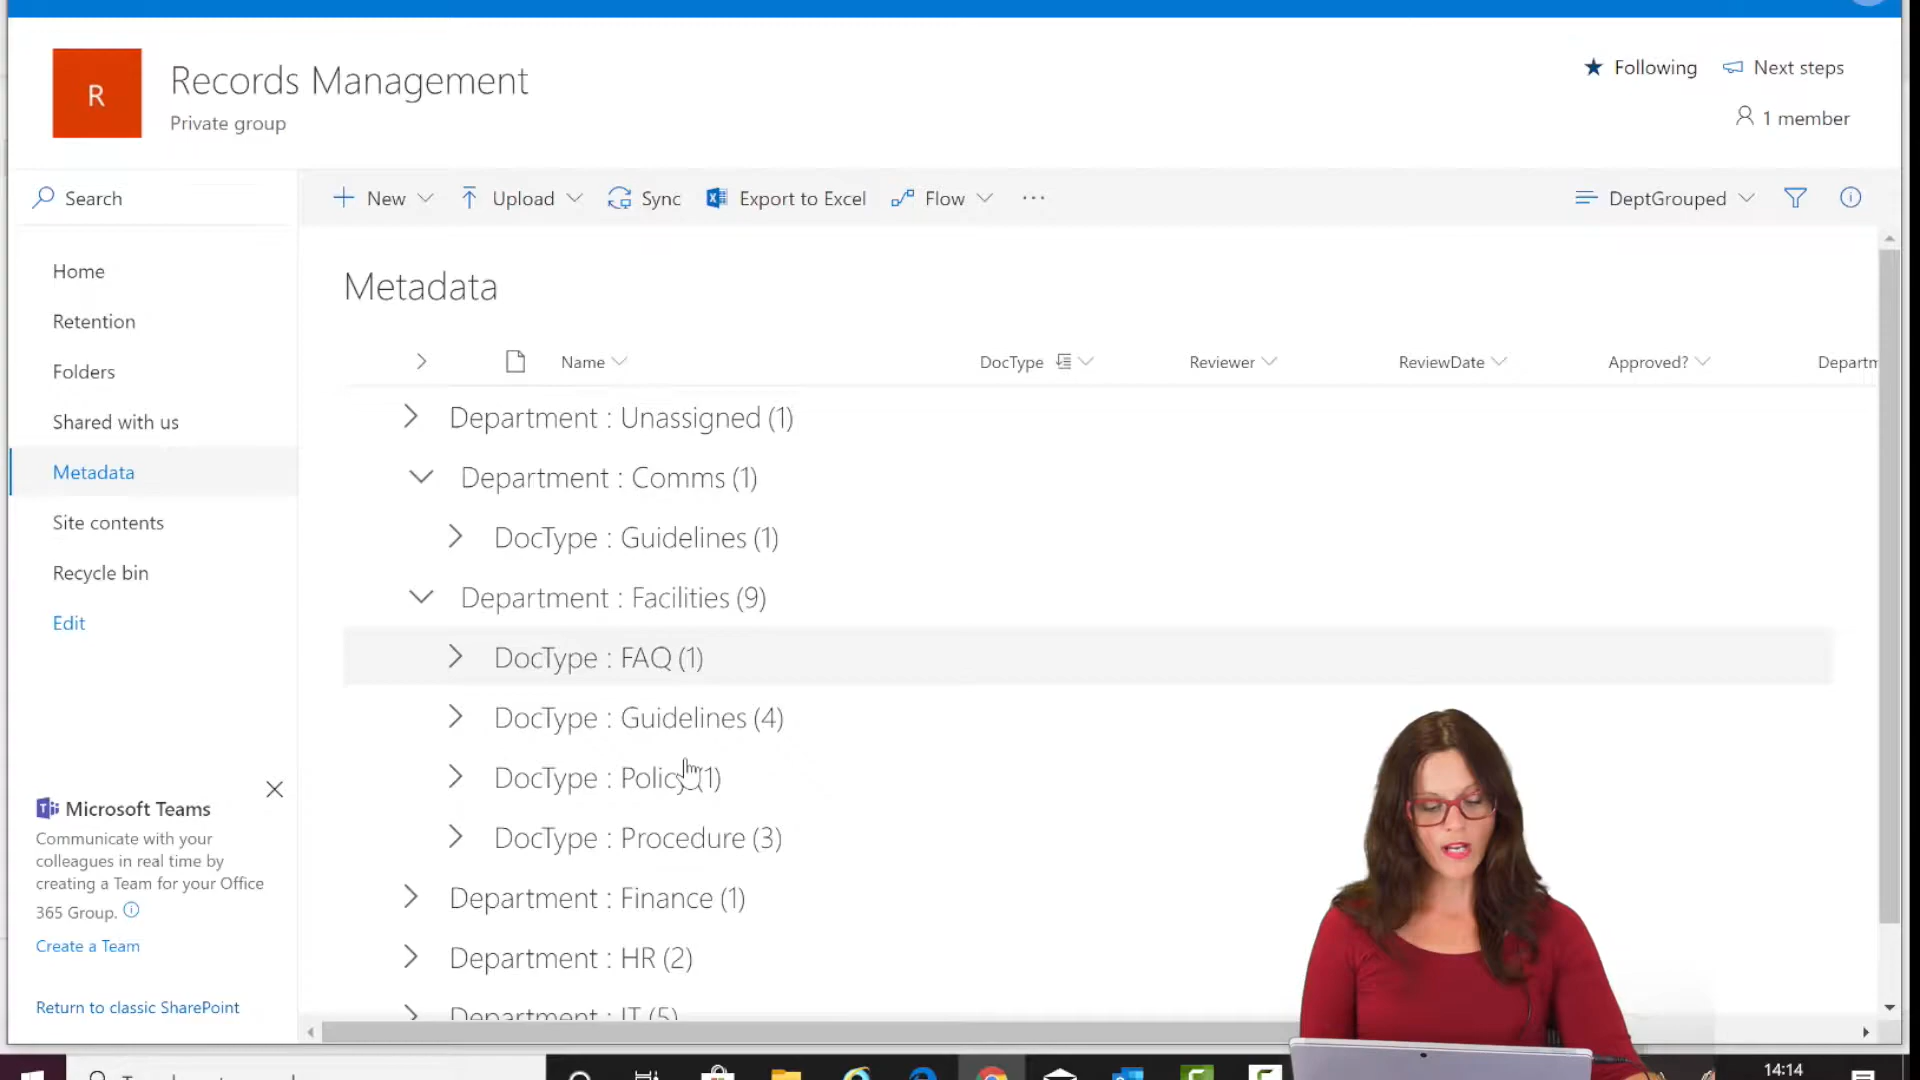 R
Records Management
Private group
Following
Next steps
1 member
Search
New
Upload
Sync
Export to Excel
Flow
DeptGrouped
Home
Retention
Folders
Shared with us
Metadata
Site contents
Recycle bin
Edit
Metadata
Name
DocType
Reviewer
ReviewDate
Approved?
Departm
Department : Unassigned (1)
Department : Comms (1)
DocType : Guidelines (1)
Department : Facilities (9)
DocType : FAQ (1)
DocType : Guidelines (4)
DocType : Policy (1)
DocType : Procedure (3)
Department : Finance (1)
Department : HR (2)
Department : IT (5)
Microsoft Teams
Communicate with your
colleagues in real time by
creating a Team for your Office
365 Group.
Create a Team
Return to classic SharePoint
14:14